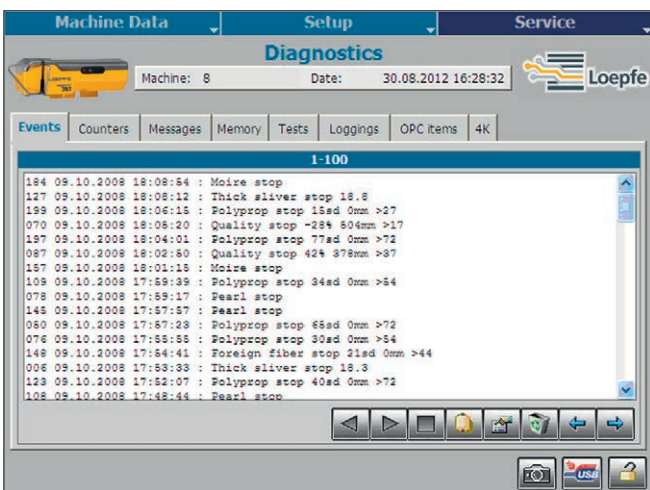 Machine Data Setup Service
Diagnostics
Machine: 8 Date: 30.08.2012 16:28:32
Loepfe
LOEPFE
Events Counters Messages Memory Tests Loggings OPC items 4K
1-100
184 09.10.2008 18:08:54 : Moire stop
127 09.10.2008 18:08:12 : Thick sliver stop 18.8
199 09.10.2008 18:06:15 : Polyprop stop 15sd 0mm >27
070 09.10.2008 18:05:20 : Quality stop -28% 504mm >17
197 09.10.2008 18:04:01 : Polyprop stop 77sd 0mm >72
087 09.10.2008 18:02:50 : Quality stop 42% 378mm >37
157 09.10.2008 18:01:15 : Moire stop
109 09.10.2008 17:59:39 : Polyprop stop 34sd 0mm >54
078 09.10.2008 17:59:17 : Pearl stop
145 09.10.2008 17:57:57 : Pearl stop
050 09.10.2008 17:57:23 : Polyprop stop 65sd 0mm >72
076 09.10.2008 17:55:55 : Polyprop stop 30sd 0mm >54
148 09.10.2008 17:54:41 : Foreign fiber stop 21sd 0mm >44
006 09.10.2008 17:53:33 : Thick sliver stop 18.3
123 09.10.2008 17:52:07 : Polyprop stop 40sd 0mm >72
108 09.10.2008 17:48:44 : Pearl stop
USB